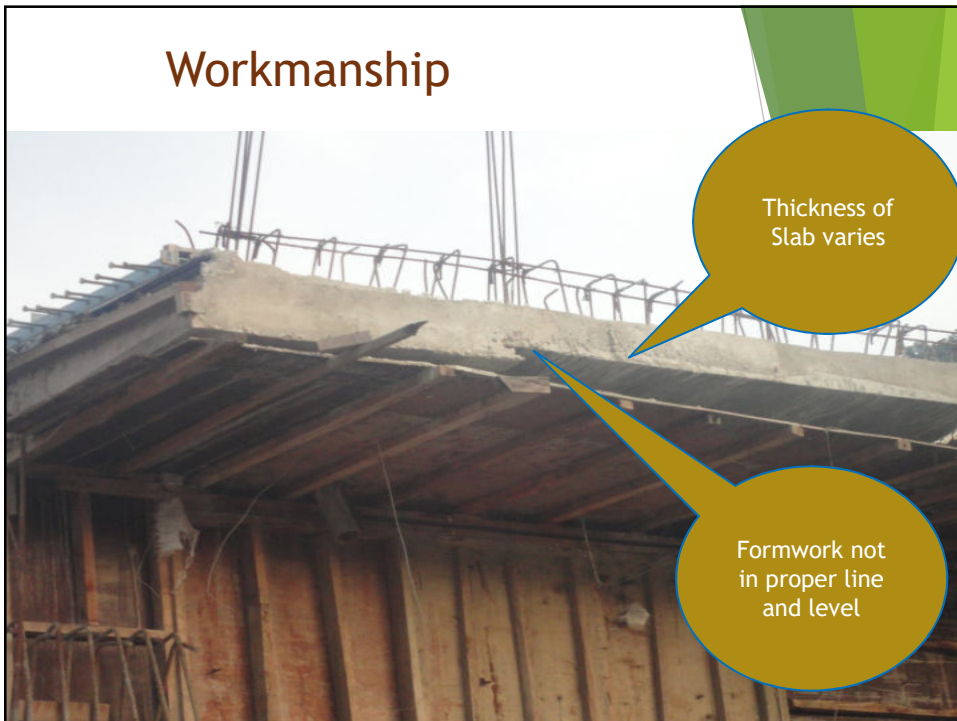 Workmanship
Thickness of
Slab varies
Formwork not
in proper line
and level